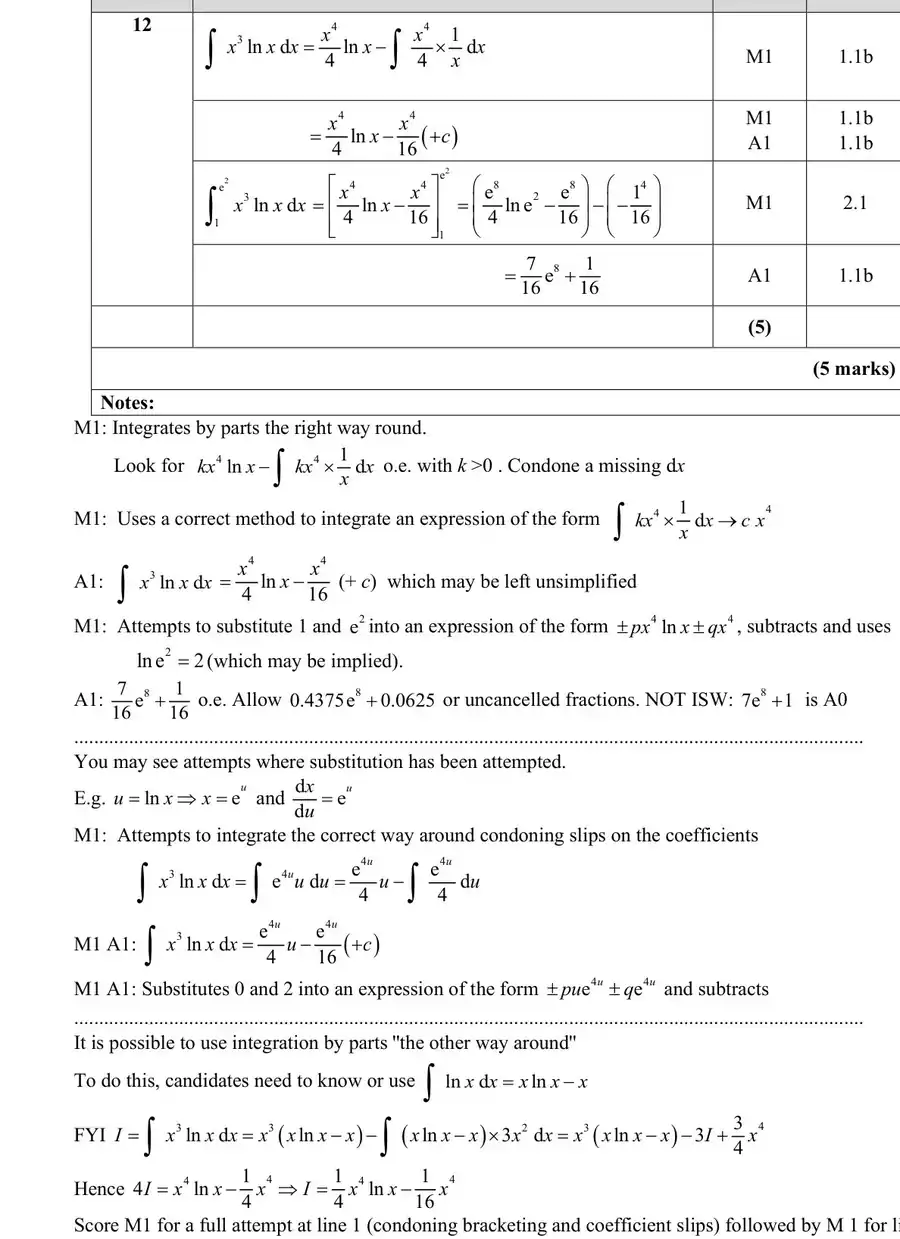 12
∫ x³ ln x dx = x⁴/4 ln x − ∫ x⁴/4 × 1/x dx
M1
1.1b
= x⁴/4 ln x − x⁴/16 (+c)
M1 1.1b
A1 1.1b
∫₁^(e²) x³ ln x dx = [x⁴/4 ln x − x⁴/16]₁^(e²) = (e⁸/4 ln e² − e⁸/16) − (− 1⁴/16)
M1
2.1
= 7/16 e⁸ + 1/16
A1
1.1b
(5)
(5 marks)
Notes:
M1: Integrates by parts the right way round.
Look for kx⁴ ln x − ∫ kx⁴ × 1/x dx o.e. with k >0 . Condone a missing dx
M1: Uses a correct method to integrate an expression of the form ∫ kx⁴ × 1/x dx → c x⁴
A1: ∫ x³ ln x dx = x⁴/4 ln x − x⁴/16 (+ c) which may be left unsimplified
M1: Attempts to substitute 1 and e² into an expression of the form ±px⁴ ln x ± qx⁴ , subtracts and uses
ln e² = 2 (which may be implied).
A1: 7/16 e⁸ + 1/16 o.e. Allow 0.4375e⁸ + 0.0625 or uncancelled fractions. NOT ISW: 7e⁸ +1 is A0
You may see attempts where substitution has been attempted.
E.g. u = ln x ⇒ x = eᵘ and dx/du = eᵘ
M1: Attempts to integrate the correct way around condoning slips on the coefficients
∫ x³ ln x dx = ∫ e⁴ᵘu du = e⁴ᵘ/4 u − ∫ e⁴ᵘ/4 du
M1 A1: ∫ x³ ln x dx = e⁴ᵘ/4 u − e⁴ᵘ/16 (+c)
M1 A1: Substitutes 0 and 2 into an expression of the form ±pue⁴ᵘ ± qe⁴ᵘ and subtracts
It is possible to use integration by parts "the other way around"
To do this, candidates need to know or use ∫ ln x dx = x ln x − x
FYI I = ∫ x³ ln x dx = x³ (x ln x − x) − ∫ (x ln x − x) × 3x² dx = x³ (x ln x − x) − 3I + 3/4 x⁴
Hence 4I = x⁴ ln x − 1/4 x⁴ ⇒ I = 1/4 x⁴ ln x − 1/16 x⁴
Score M1 for a full attempt at line 1 (condoning bracketing and coefficient slips) followed by M 1 for